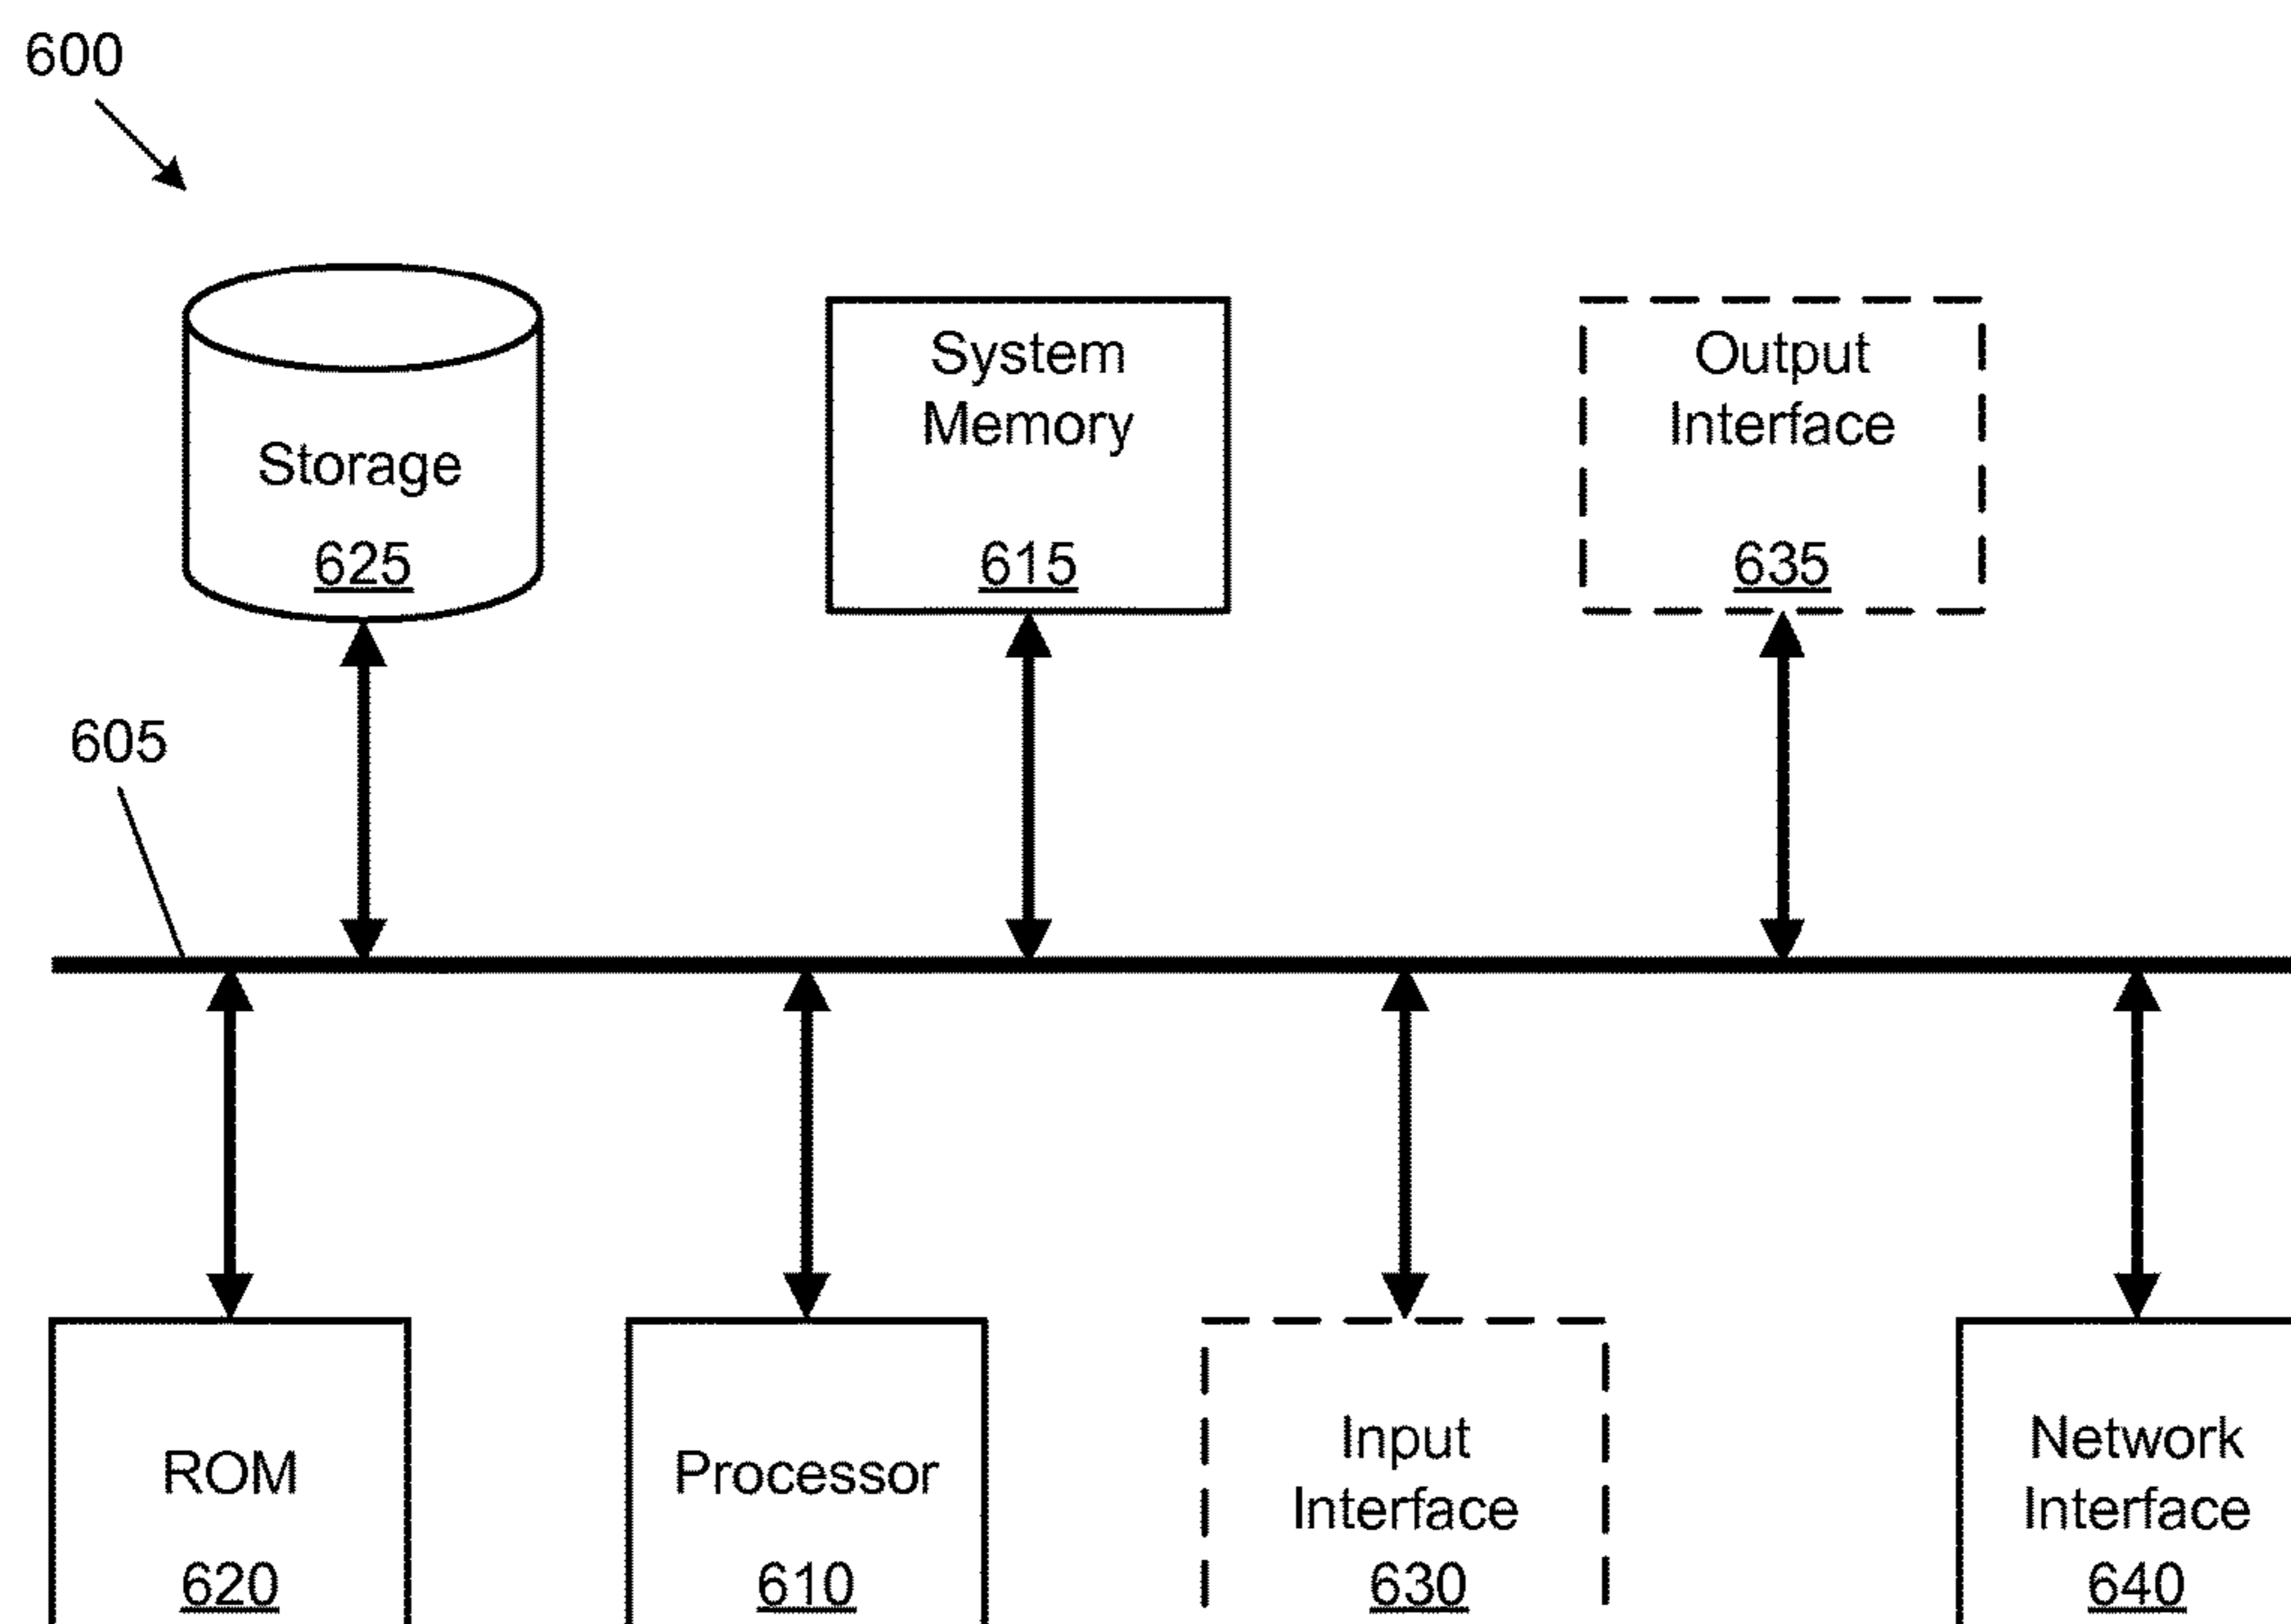 600
Storage
625
System
Memory
615
Output
Interface
635
605
ROM
620
Processor
610
Input
Interface
630
Network
Interface
640